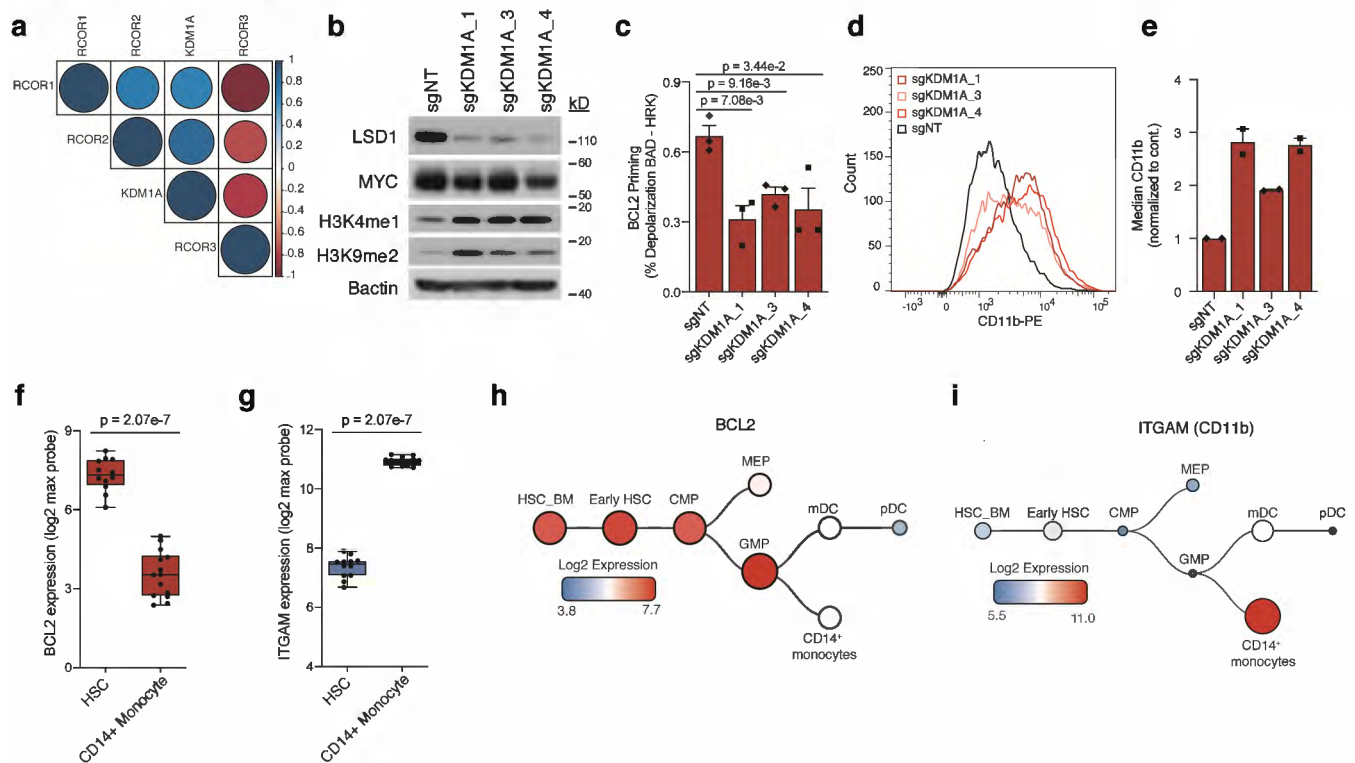 a
RCOR1
RCOR2
KDM1A
RCOR3
RCOR1
RCOR2
KDM1A
RCOR3
1
0.8
0.6
0.4
0.2
0
-0.2
-0.4
-0.6
-0.8
-1
b
sgNT
sgKDM1A_1
sgKDM1A_3
sgKDM1A_4
kD
LSD1
MYC
H3K4me1
H3K9me2
Bactin
–110
–60
–50
–20
–20
–40
c
BCL2 Priming
(% Depolarization BAD - HRK)
0.9
0.6
0.3
0.0
p = 3.44e-2
p = 9.16e-3
p = 7.08e-3
sgNT
sgKDM1A_1
sgKDM1A_3
sgKDM1A_4
d
Count
250
200
150
100
50
0
sgKDM1A_1
sgKDM1A_3
sgKDM1A_4
sgNT
-10³
0
10³
10⁴
10⁵
CD11b-PE
e
Median CD11b
(normalized to cont.)
4
3
2
1
0
sgNT
sgKDM1A_1
sgKDM1A_3
sgKDM1A_4
f
BCL2 expression (log2 max probe)
p = 2.07e-7
9
6
3
0
HSC
CD14+ Monocyte
g
ITGAM expression (log2 max probe)
p = 2.07e-7
12
10
8
6
4
HSC
CD14+ Monocyte
h
BCL2
HSC_BM
Early HSC
CMP
MEP
GMP
mDC
pDC
CD14⁺
monocytes
Log2 Expression
3.8
7.7
i
ITGAM (CD11b)
HSC_BM
Early HSC
CMP
MEP
GMP
mDC
pDC
CD14⁺
monocytes
Log2 Expression
5.5
11.0